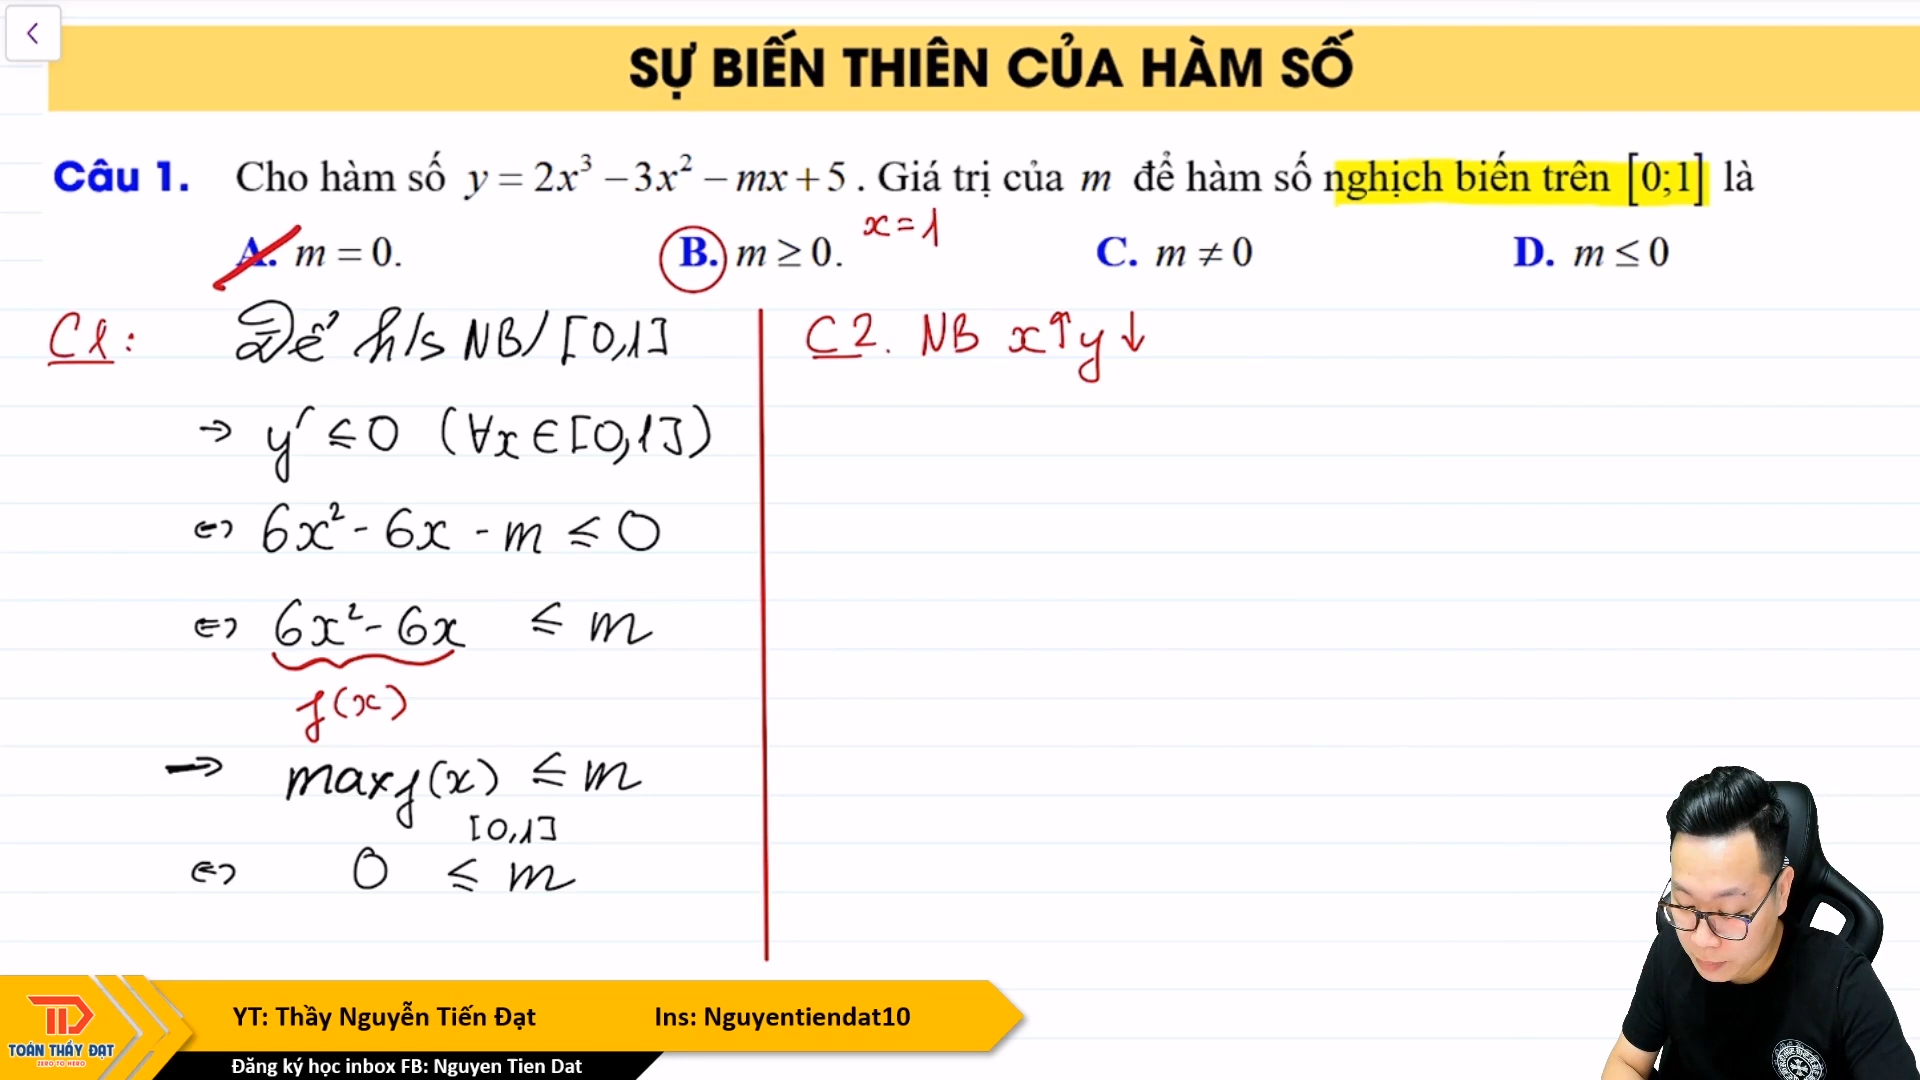 SỰ BIẾN THIÊN CỦA HÀM SỐ
Câu 1. Cho hàm số y = 2x³ − 3x² − mx + 5. Giá trị của m để hàm số nghịch biến trên [0;1] là
A. m = 0. B. m ≥ 0. x = 1 C. m ≠ 0 D. m ≤ 0
C1: Để h/s NB/[0,1]
→ y' ≤ 0 (∀x ∈ [0,1])
⇔ 6x² - 6x - m ≤ 0
⇔ 6x² - 6x ≤ m
f(x)
→ max f(x) ≤ m
[0,1]
⇔ 0 ≤ m
C2. NB x↑ y↓
TOÁN THẦY ĐẠT
ZERO TO HERO
YT: Thầy Nguyễn Tiến Đạt Ins: Nguyentiendat10
Đăng ký học inbox FB: Nguyen Tien Dat